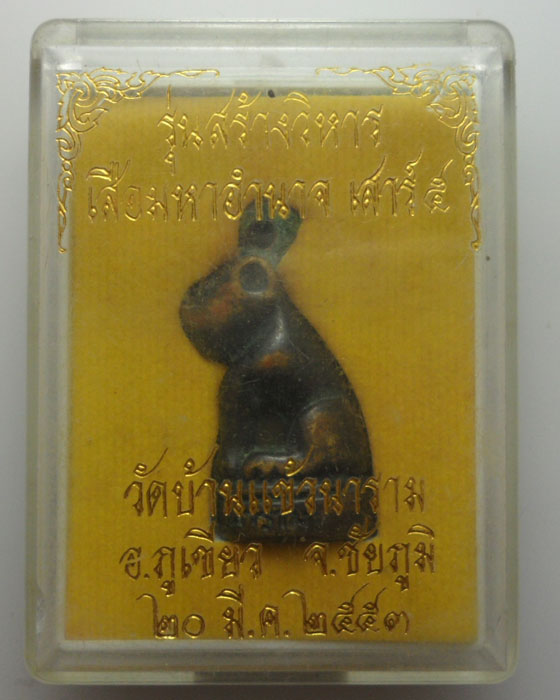 รุ่นสร้างวิหาร
เสือมหาอำนาจ เศาร์ ๕
วัดบ้านแข้วนาราม
อ.ภูเขียว จ.ชัยภูมิ
๒๐ มี.ค.๒๕๕๓